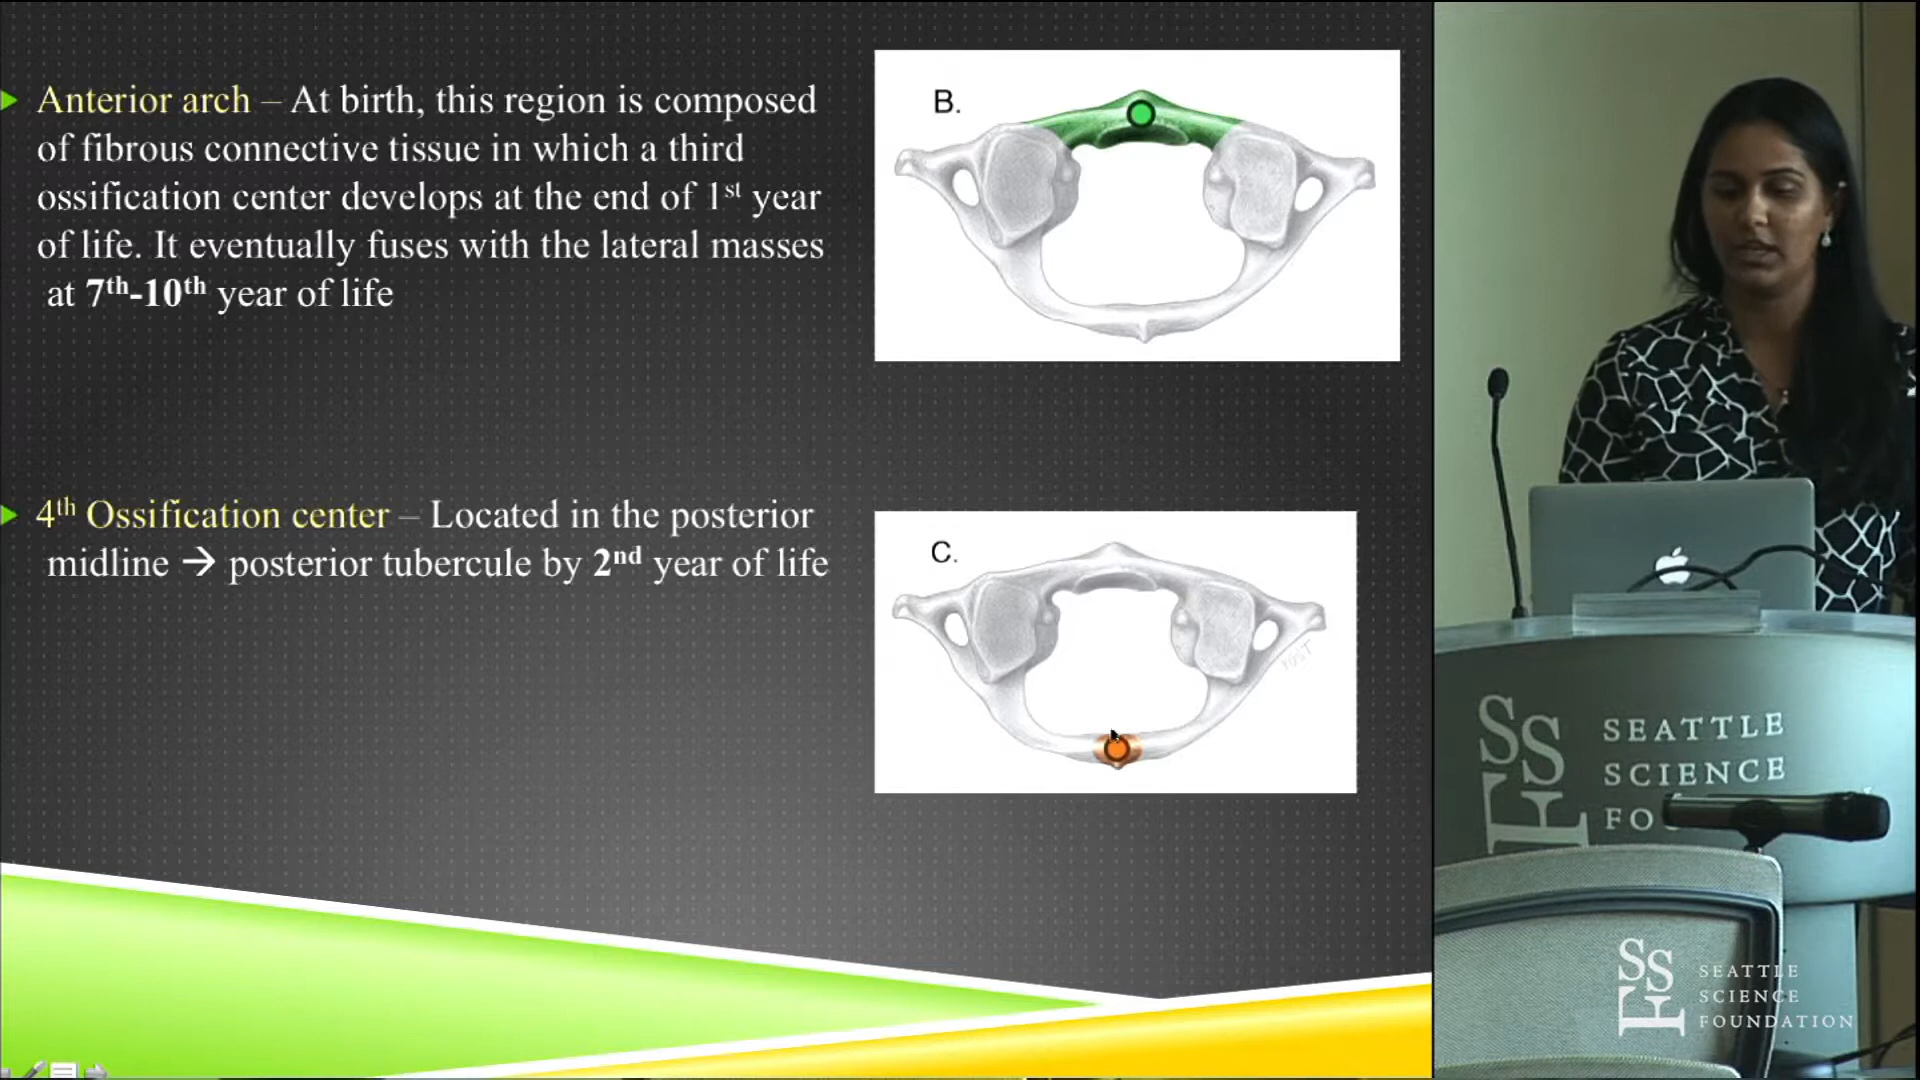 Anterior arch – At birth, this region is composed
of fibrous connective tissue in which a third
ossification center develops at the end of 1st year
of life. It eventually fuses with the lateral masses
at 7th-10th year of life
B.
4th Ossification center – Located in the posterior
midline → posterior tubercule by 2nd year of life
C.
SSF
SEATTLE
SCIENCE
FOU
SSF
SEATTLE
SCIENCE
FOUNDATION